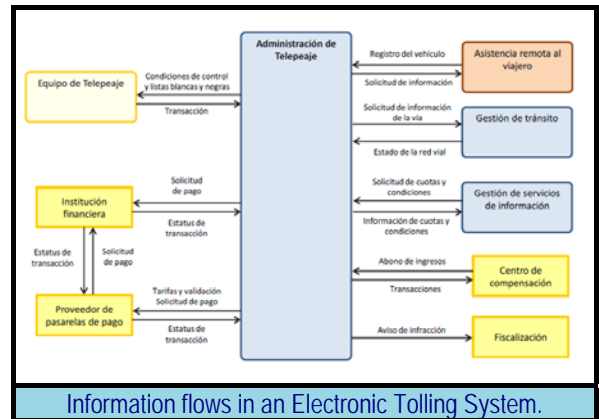 Administración de
Telepeaje
Equipo de Telepeaje
Condiciones de control
y listas blancas y negras
Transacción
Registro del vehículo
Solicitud de información
Asistencia remota al
viajero
Solicitud de información
de la vía
Estado de la red vial
Gestión de tránsito
Institución
financiera
Solicitud
de pago
Estatus de
transacción
Solicitud de cuotas y
condiciones
Información de cuotas y
condiciones
Gestión de servicios
de información
Estatus de
transacción
Solicitud
de pago
Abono de ingresos
Transacciones
Centro de
compensación
Proveedor de
pasarelas de pago
Tarifas y validación
Solicitud de pago
Estatus de
transacción
Aviso de infracción
Fiscalización
Information flows in an Electronic Tolling System.